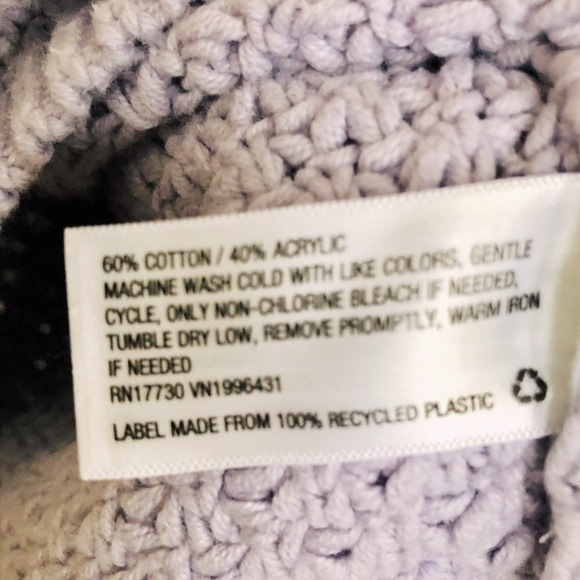 60% COTTON / 40% ACRYLIC
MACHINE WASH COLD WITH LIKE COLORS, GENTLE
CYCLE, ONLY NON-CHLORINE BLEACH IF NEEDED,
TUMBLE DRY LOW, REMOVE PROMPTLY, WARM IRON
IF NEEDED
RN17730 VN1996431
LABEL MADE FROM 100% RECYCLED PLASTIC